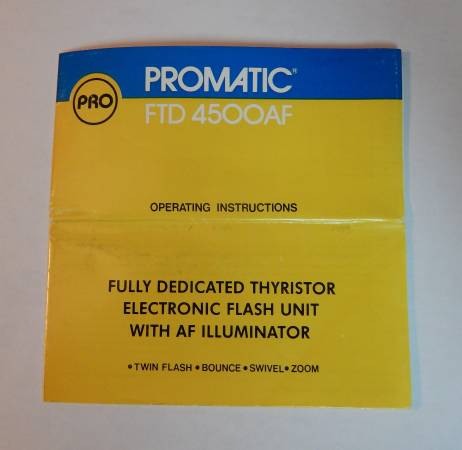 PROMATIC®
PRO
FTD 4500AF
OPERATING INSTRUCTIONS
FULLY DEDICATED THYRISTOR
ELECTRONIC FLASH UNIT
WITH AF ILLUMINATOR
•TWIN FLASH •BOUNCE •SWIVEL• ZOOM